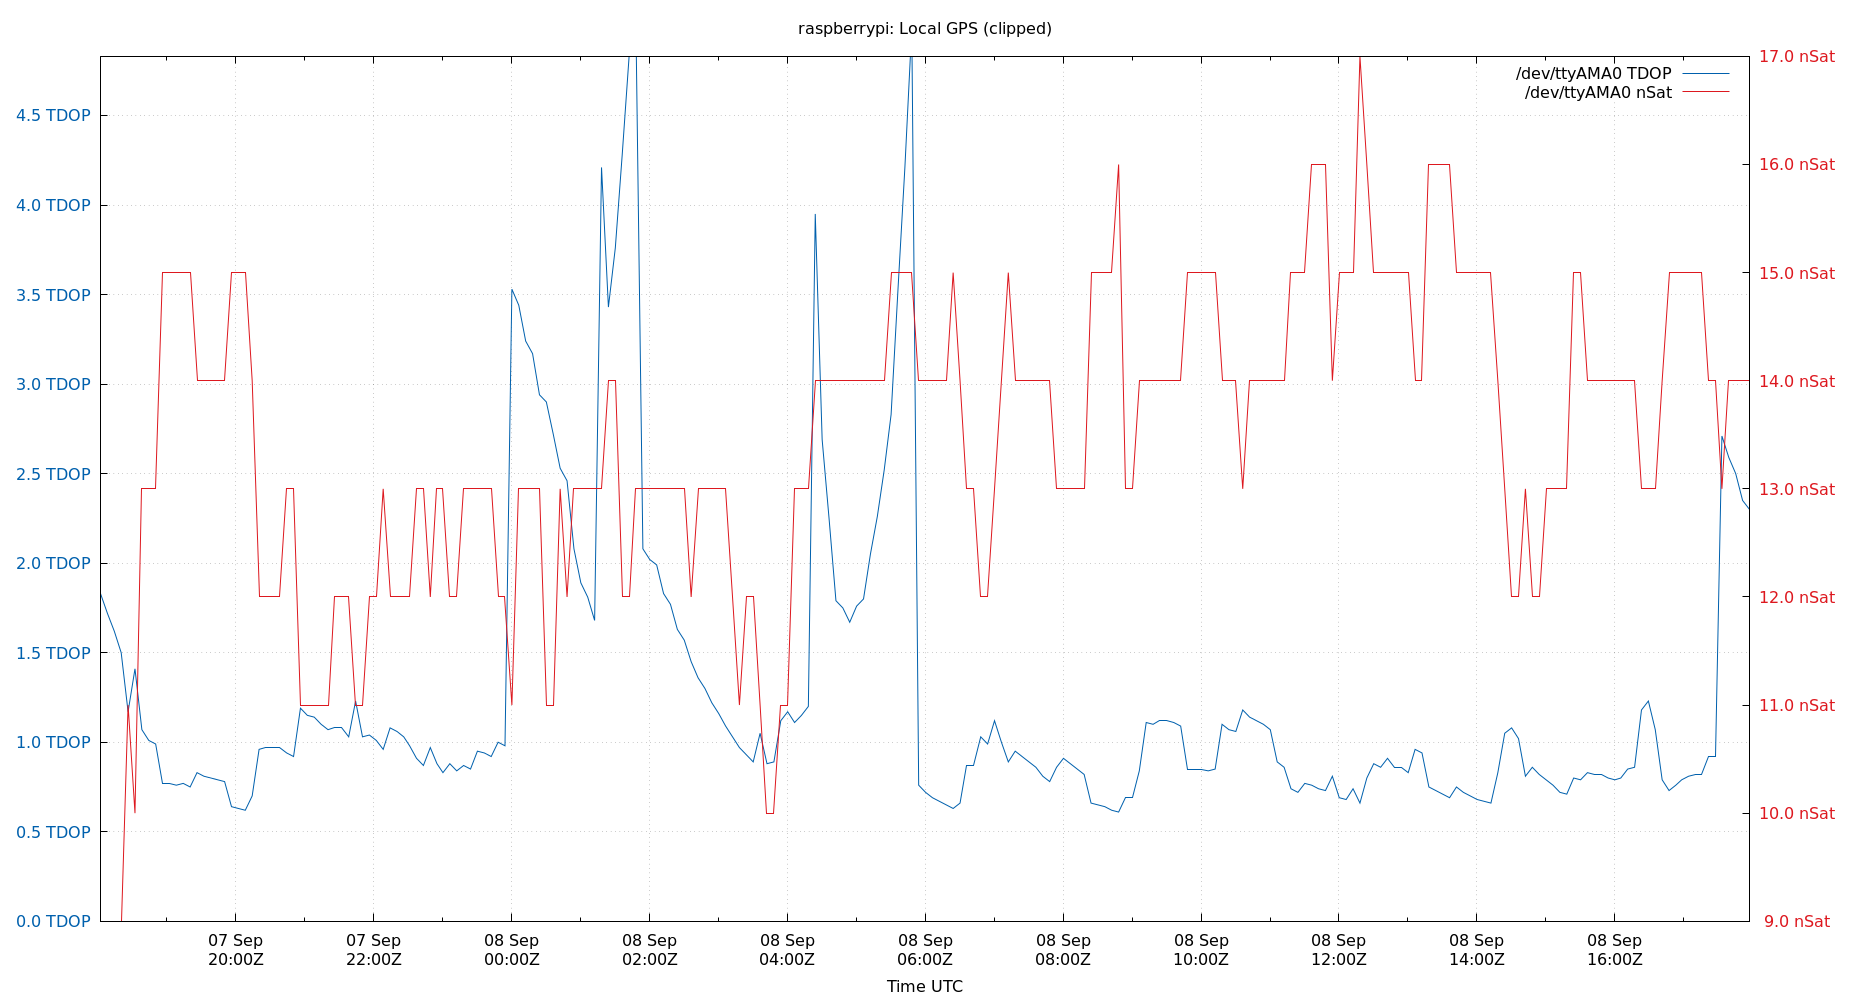 raspberrypi: Local GPS (clipped)
/dev/ttyAMA0 TDOP
/dev/ttyAMA0 nSat
4.5 TDOP
4.0 TDOP
3.5 TDOP
3.0 TDOP
2.5 TDOP
2.0 TDOP
1.5 TDOP
1.0 TDOP
0.5 TDOP
0.0 TDOP
17.0 nSat
16.0 nSat
15.0 nSat
14.0 nSat
13.0 nSat
12.0 nSat
11.0 nSat
10.0 nSat
9.0 nSat
07 Sep
20:00Z
07 Sep
22:00Z
08 Sep
00:00Z
08 Sep
02:00Z
08 Sep
04:00Z
08 Sep
06:00Z
08 Sep
08:00Z
08 Sep
10:00Z
08 Sep
12:00Z
08 Sep
14:00Z
08 Sep
16:00Z
Time UTC